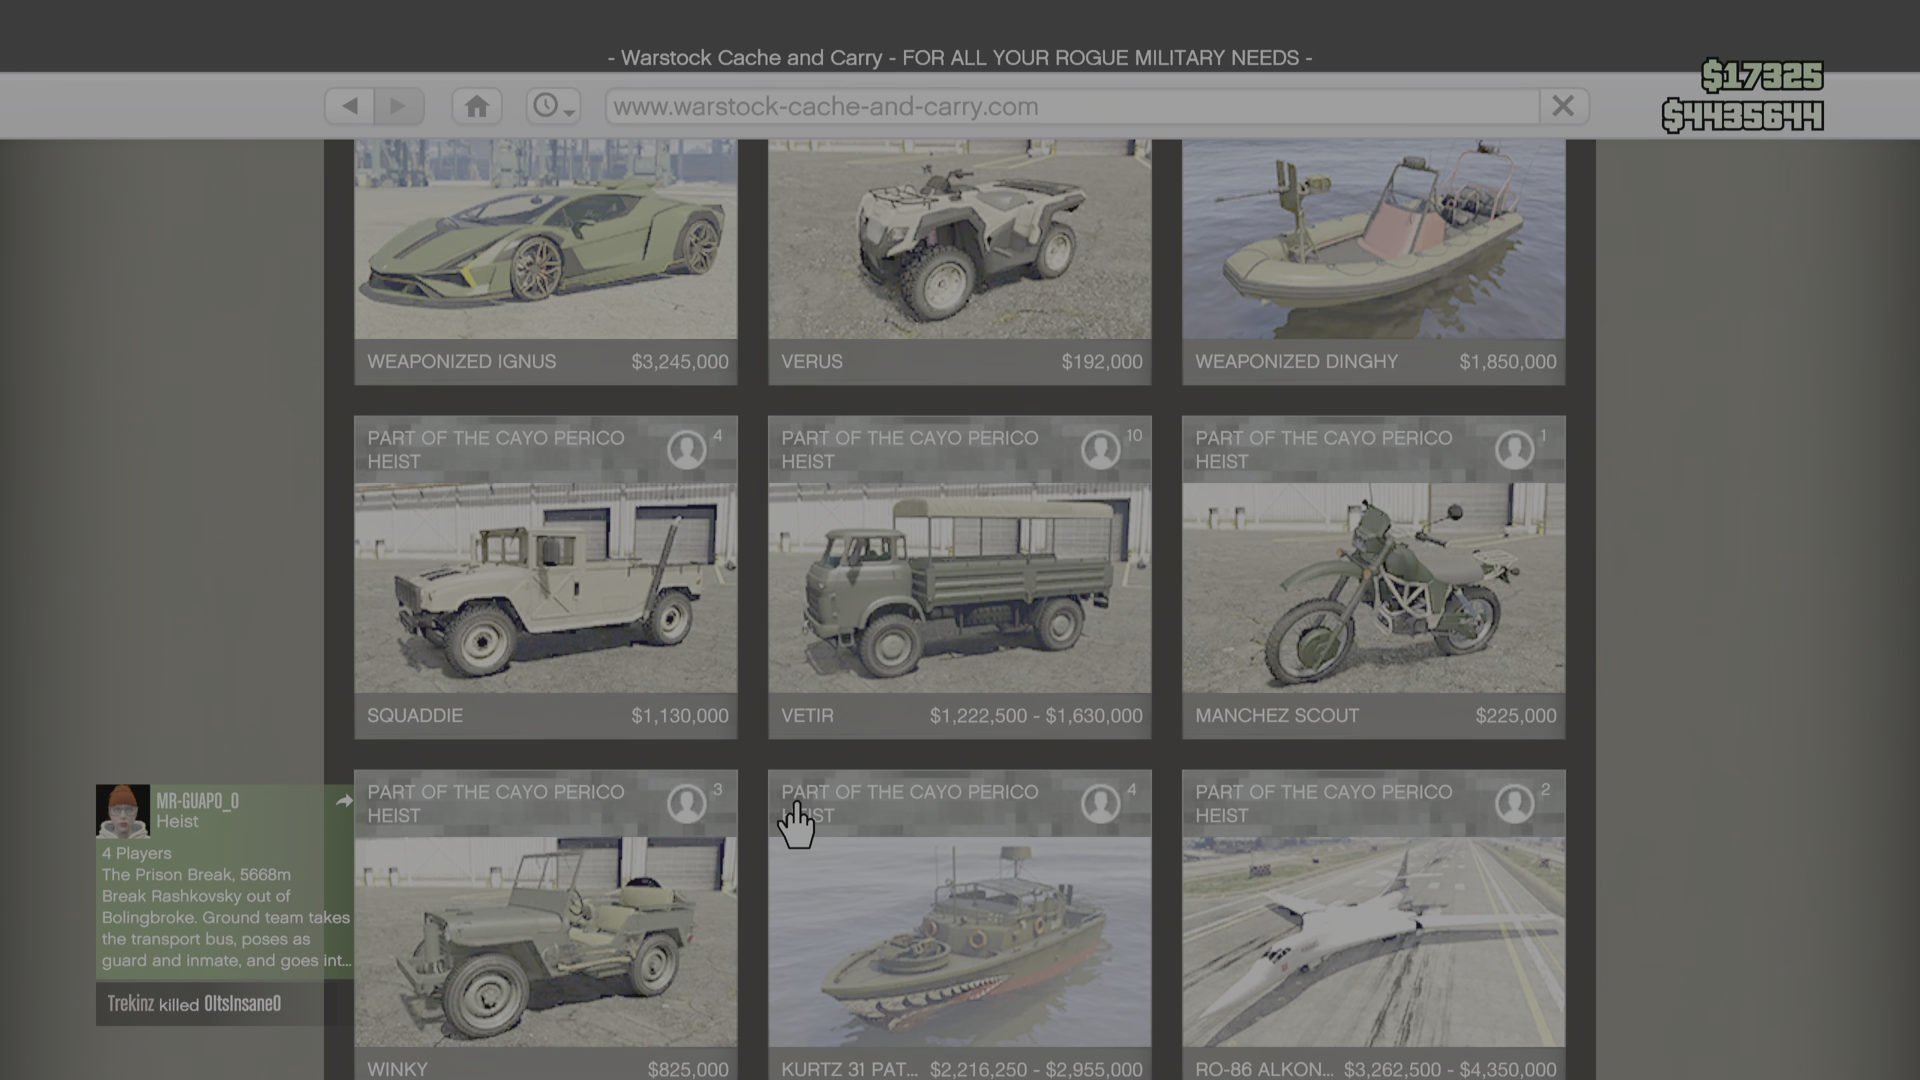 - Warstock Cache and Carry - FOR ALL YOUR ROGUE MILITARY NEEDS -
$17325
www.warstock-cache-and-carry.com
$4435644
WEAPONIZED IGNUS $3,245,000
VERUS $192,000
WEAPONIZED DINGHY $1,850,000
PART OF THE CAYO PERICO
HEIST
4
PART OF THE CAYO PERICO
HEIST
10
PART OF THE CAYO PERICO
HEIST
1
SQUADDIE $1,130,000
VETIR $1,222,500 - $1,630,000
MANCHEZ SCOUT $225,000
PART OF THE CAYO PERICO
HEIST
3
PART OF THE CAYO PERICO
HEIST
4
PART OF THE CAYO PERICO
HEIST
2
WINKY $825,000
KURTZ 31 PAT... $2,216,250 - $2,955,000
RO-86 ALKON... $3,262,500 - $4,350,000
MR-GUAPO_O
Heist
4 Players
The Prison Break, 5668m
Break Rashkovsky out of
Bolingbroke. Ground team takes
the transport bus, poses as
guard and inmate, and goes int...
Trekinz killed OItsInsaneO